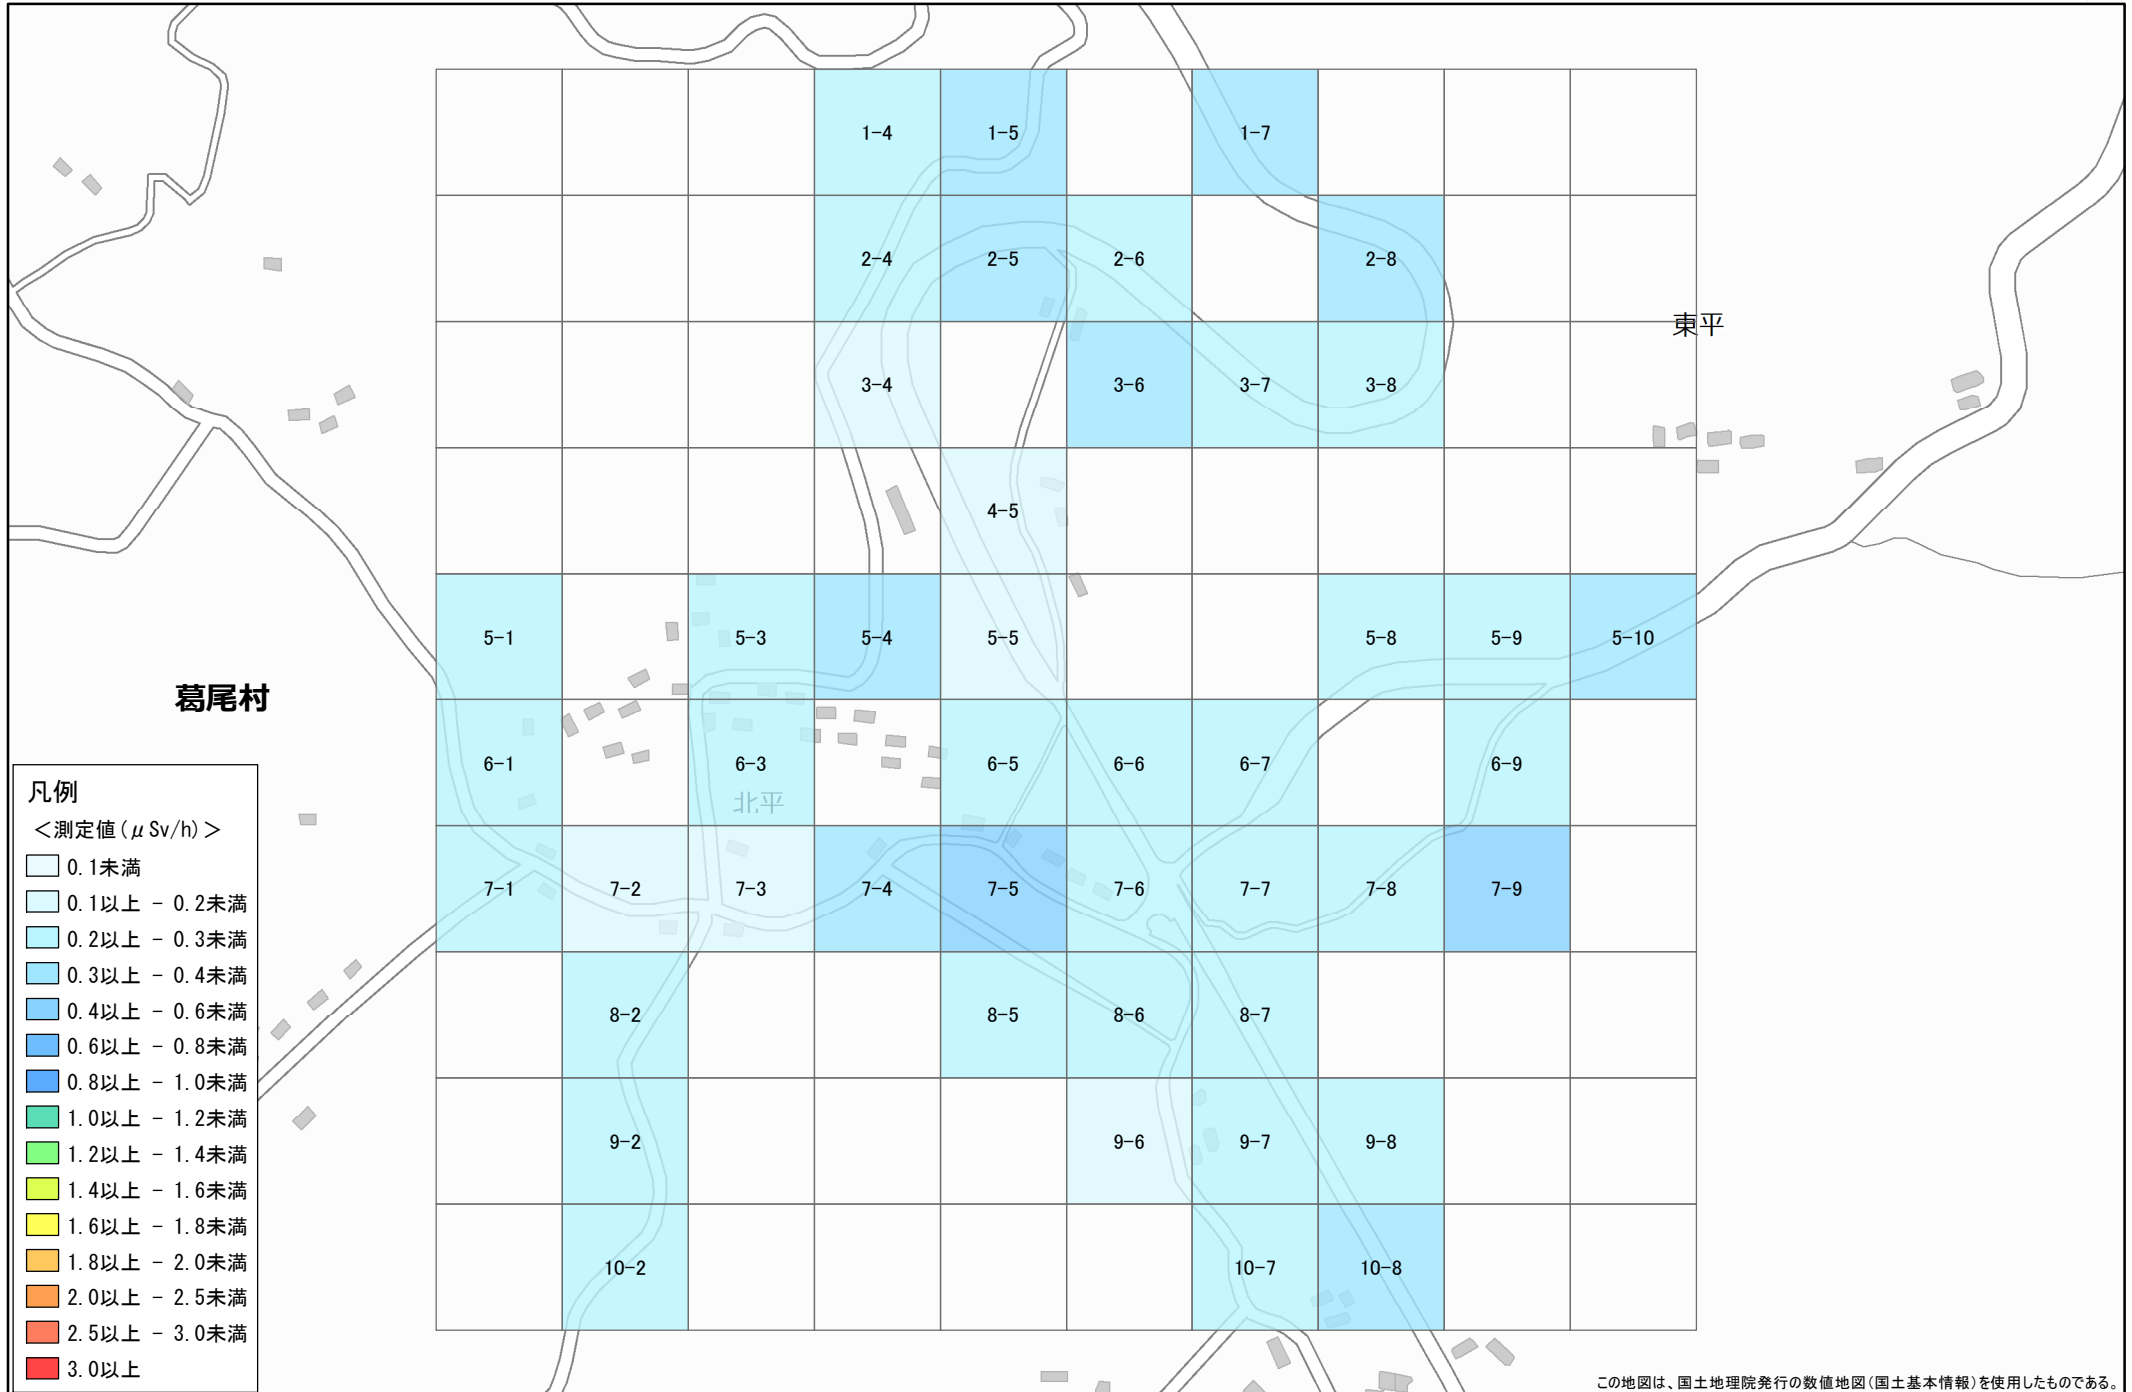 1-4 1-5 1-7
2-4 2-5 2-6 2-8
東平
3-4 3-6 3-7 3-8
4-5
5-1 5-3 5-4 5-5 5-8 5-9 5-10
葛尾村
6-1 6-3 6-5 6-6 6-7 6-9
北平
7-1 7-2 7-3 7-4 7-5 7-6 7-7 7-8 7-9
8-2 8-5 8-6 8-7
9-2 9-6 9-7 9-8
10-2 10-7 10-8
凡例
＜測定値(μSv/h)＞
0.1未満
0.1以上 - 0.2未満
0.2以上 - 0.3未満
0.3以上 - 0.4未満
0.4以上 - 0.6未満
0.6以上 - 0.8未満
0.8以上 - 1.0未満
1.0以上 - 1.2未満
1.2以上 - 1.4未満
1.4以上 - 1.6未満
1.6以上 - 1.8未満
1.8以上 - 2.0未満
2.0以上 - 2.5未満
2.5以上 - 3.0未満
3.0以上
この地図は、国土地理院発行の数値地図(国土基本情報)を使用したものである。